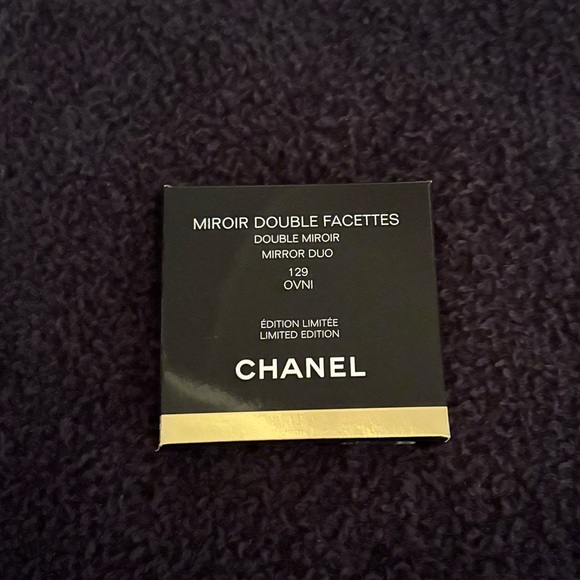 MIROIR DOUBLE FACETTES
DOUBLE MIROIR
MIRROR DUO
129
OVNI
ÉDITION LIMITÉE
LIMITED EDITION
CHANEL